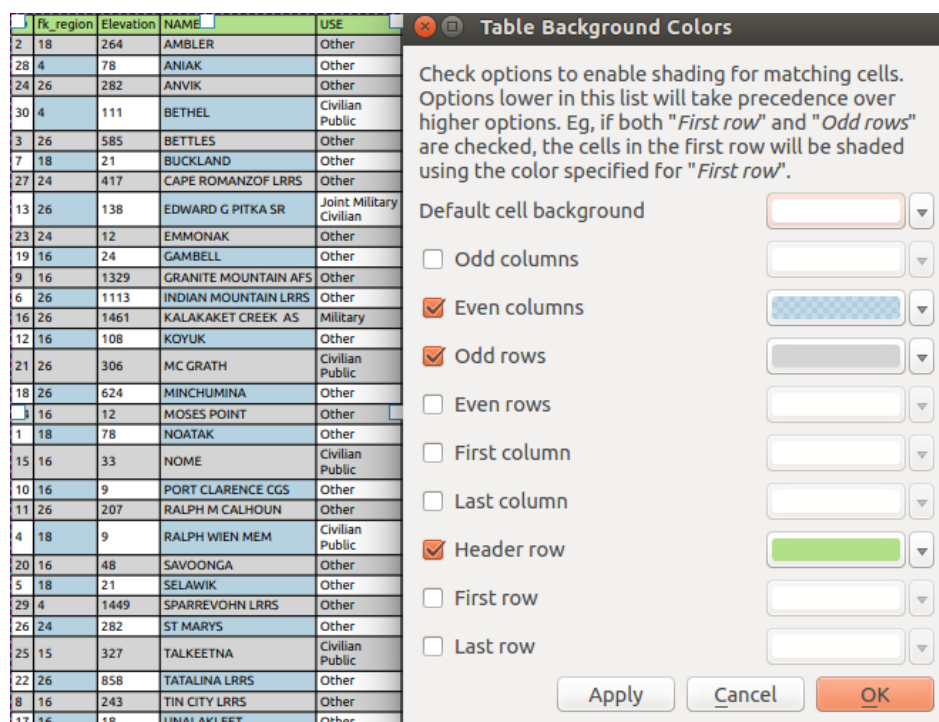 fk_region Elevation NAME USE
2 18 264 AMBLER Other
28 4 78 ANIAK Other
24 26 282 ANVIK Other
30 4 111 BETHEL Civilian
Public
3 26 585 BETTLES Other
7 18 21 BUCKLAND Other
27 24 417 CAPE ROMANZOF LRRS Other
13 26 138 EDWARD G PITKA SR Joint Military
Civilian
23 24 12 EMMONAK Other
19 16 24 GAMBELL Other
9 16 1329 GRANITE MOUNTAIN AFS Other
6 26 1113 INDIAN MOUNTAIN LRRS Other
16 26 1461 KALAKAKET CREEK AS Military
12 16 108 KOYUK Other
21 26 306 MC GRATH Civilian
Public
18 26 624 MINCHUMINA Other
16 12 MOSES POINT Other
1 18 78 NOATAK Other
15 16 33 NOME Civilian
Public
10 16 9 PORT CLARENCE CGS Other
11 26 207 RALPH M CALHOUN Other
4 18 9 RALPH WIEN MEM Civilian
Public
20 16 48 SAVOONGA Other
5 18 21 SELAWIK Other
29 4 1449 SPARREVOHN LRRS Other
26 24 282 ST MARYS Other
25 15 327 TALKEETNA Civilian
Public
22 26 858 TATALINA LRRS Other
8 16 243 TIN CITY LRRS Other
17 16 18 UNALAKLEET Other
Table Background Colors
Check options to enable shading for matching cells.
Options lower in this list will take precedence over
higher options. Eg, if both "First row" and "Odd rows"
are checked, the cells in the first row will be shaded
using the color specified for "First row".
Default cell background
Odd columns
Even columns
Odd rows
Even rows
First column
Last column
Header row
First row
Last row
Apply Cancel OK